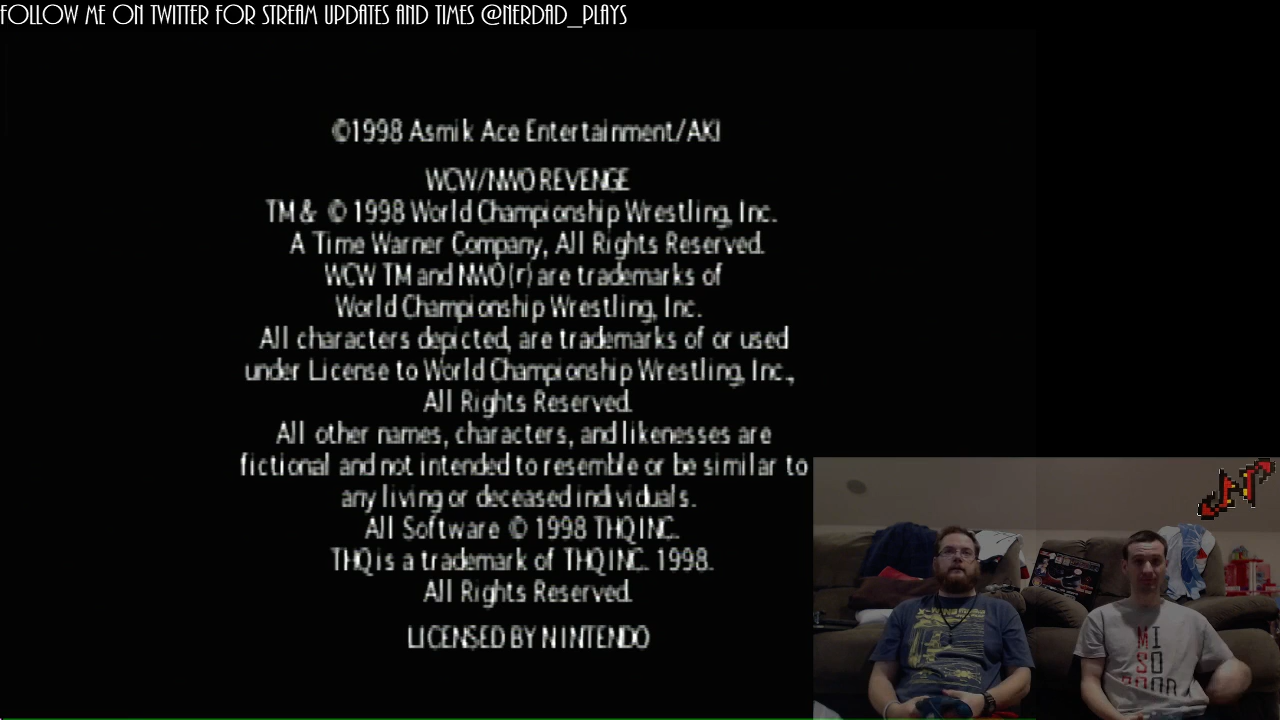 FOLLOW ME ON TWITTER FOR STREAM UPDATES AND TIMES @NERDAD_PLAYS
©1998 Asmik Ace Entertainment/AKI
WCW/NWO REVENGE
TM & © 1998 World Championship Wrestling, Inc.
A Time Warner Company, All Rights Reserved.
WCW TM and NWO(r) are trademarks of
World Championship Wrestling, Inc.
All characters depicted, are trademarks of or used
under License to World Championship Wrestling, Inc.,
All Rights Reserved.
All other names, characters, and likenesses are
fictional and not intended to resemble or be similar to
any living or deceased individuals.
All Software © 1998 THQ INC.
THQ is a trademark of THQ INC. 1998.
All Rights Reserved.
LICENSED BY NINTENDO
MI
SO